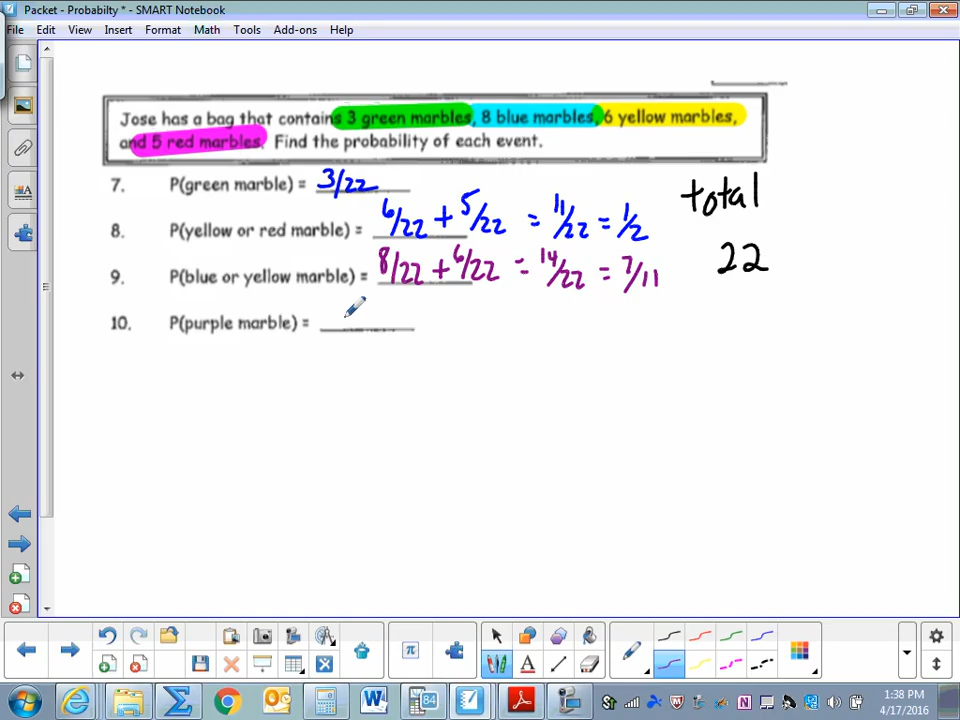 Packet - Probabilty * - SMART Notebook
File Edit View Insert Format Math Tools Add-ons Help
Jose has a bag that contains 3 green marbles, 8 blue marbles, 6 yellow marbles,
and 5 red marbles. Find the probability of each event.
7. P(green marble) = 3/22
total
8. P(yellow or red marble) = 6/22 + 5/22 = 11/22 = 1/2
22
9. P(blue or yellow marble) = 8/22 + 6/22 = 14/22 = 7/11
10. P(purple marble) =
1:38 PM
4/17/2016